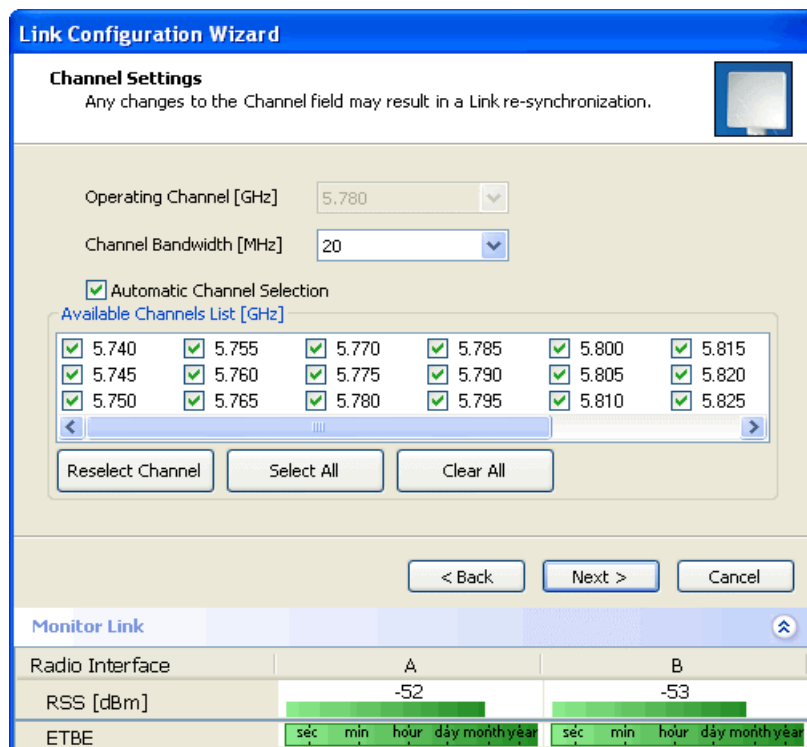 Link Configuration Wizard
Channel Settings
Any changes to the Channel field may result in a Link re-synchronization.
Operating Channel [GHz] 5.780
Channel Bandwidth [MHz] 20
Automatic Channel Selection
Available Channels List [GHz]
5.740 5.755 5.770 5.785 5.800 5.815
5.745 5.760 5.775 5.790 5.805 5.820
5.750 5.765 5.780 5.795 5.810 5.825
Reselect Channel Select All Clear All
< Back Next > Cancel
Monitor Link
Radio Interface A B
RSS [dBm] -52 -53
ETBE sec min hour day month year sec min hour day month year